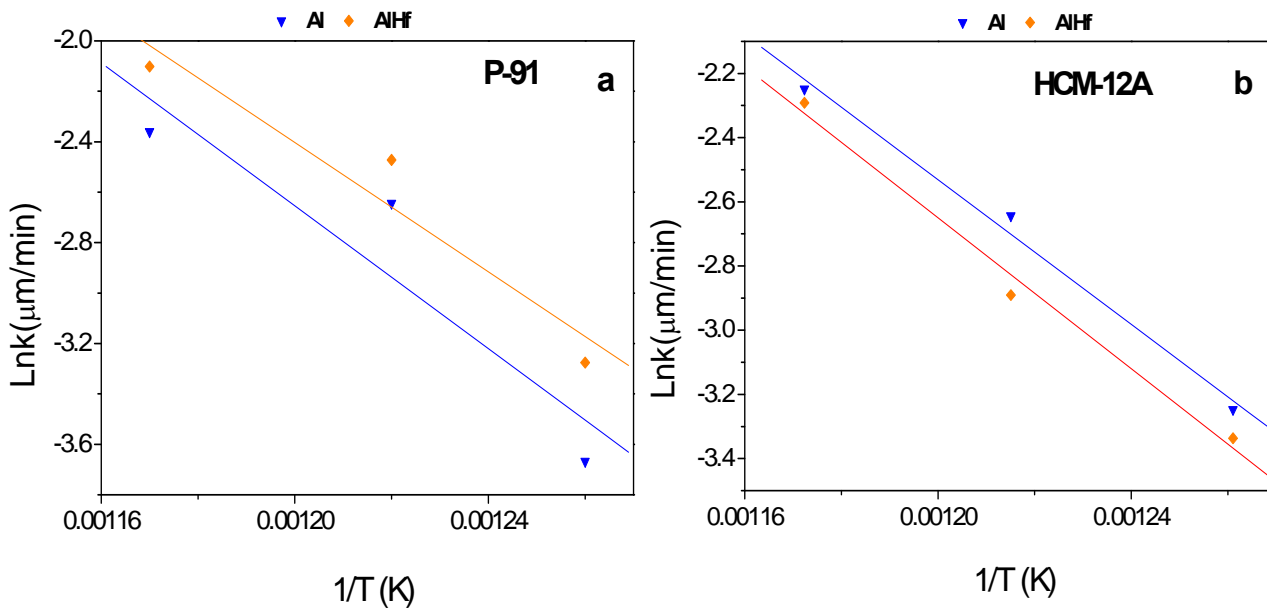 Al AlHf
P-91 a
-2.0
-2.4
-2.8
-3.2
-3.6
Lnk(μm/min)
0.00116 0.00120 0.00124
1/T (K)
Al AlHf
HCM-12A b
-2.2
-2.4
-2.6
-2.8
-3.0
-3.2
-3.4
Lnk(μm/min)
0.00116 0.00120 0.00124
1/T (K)